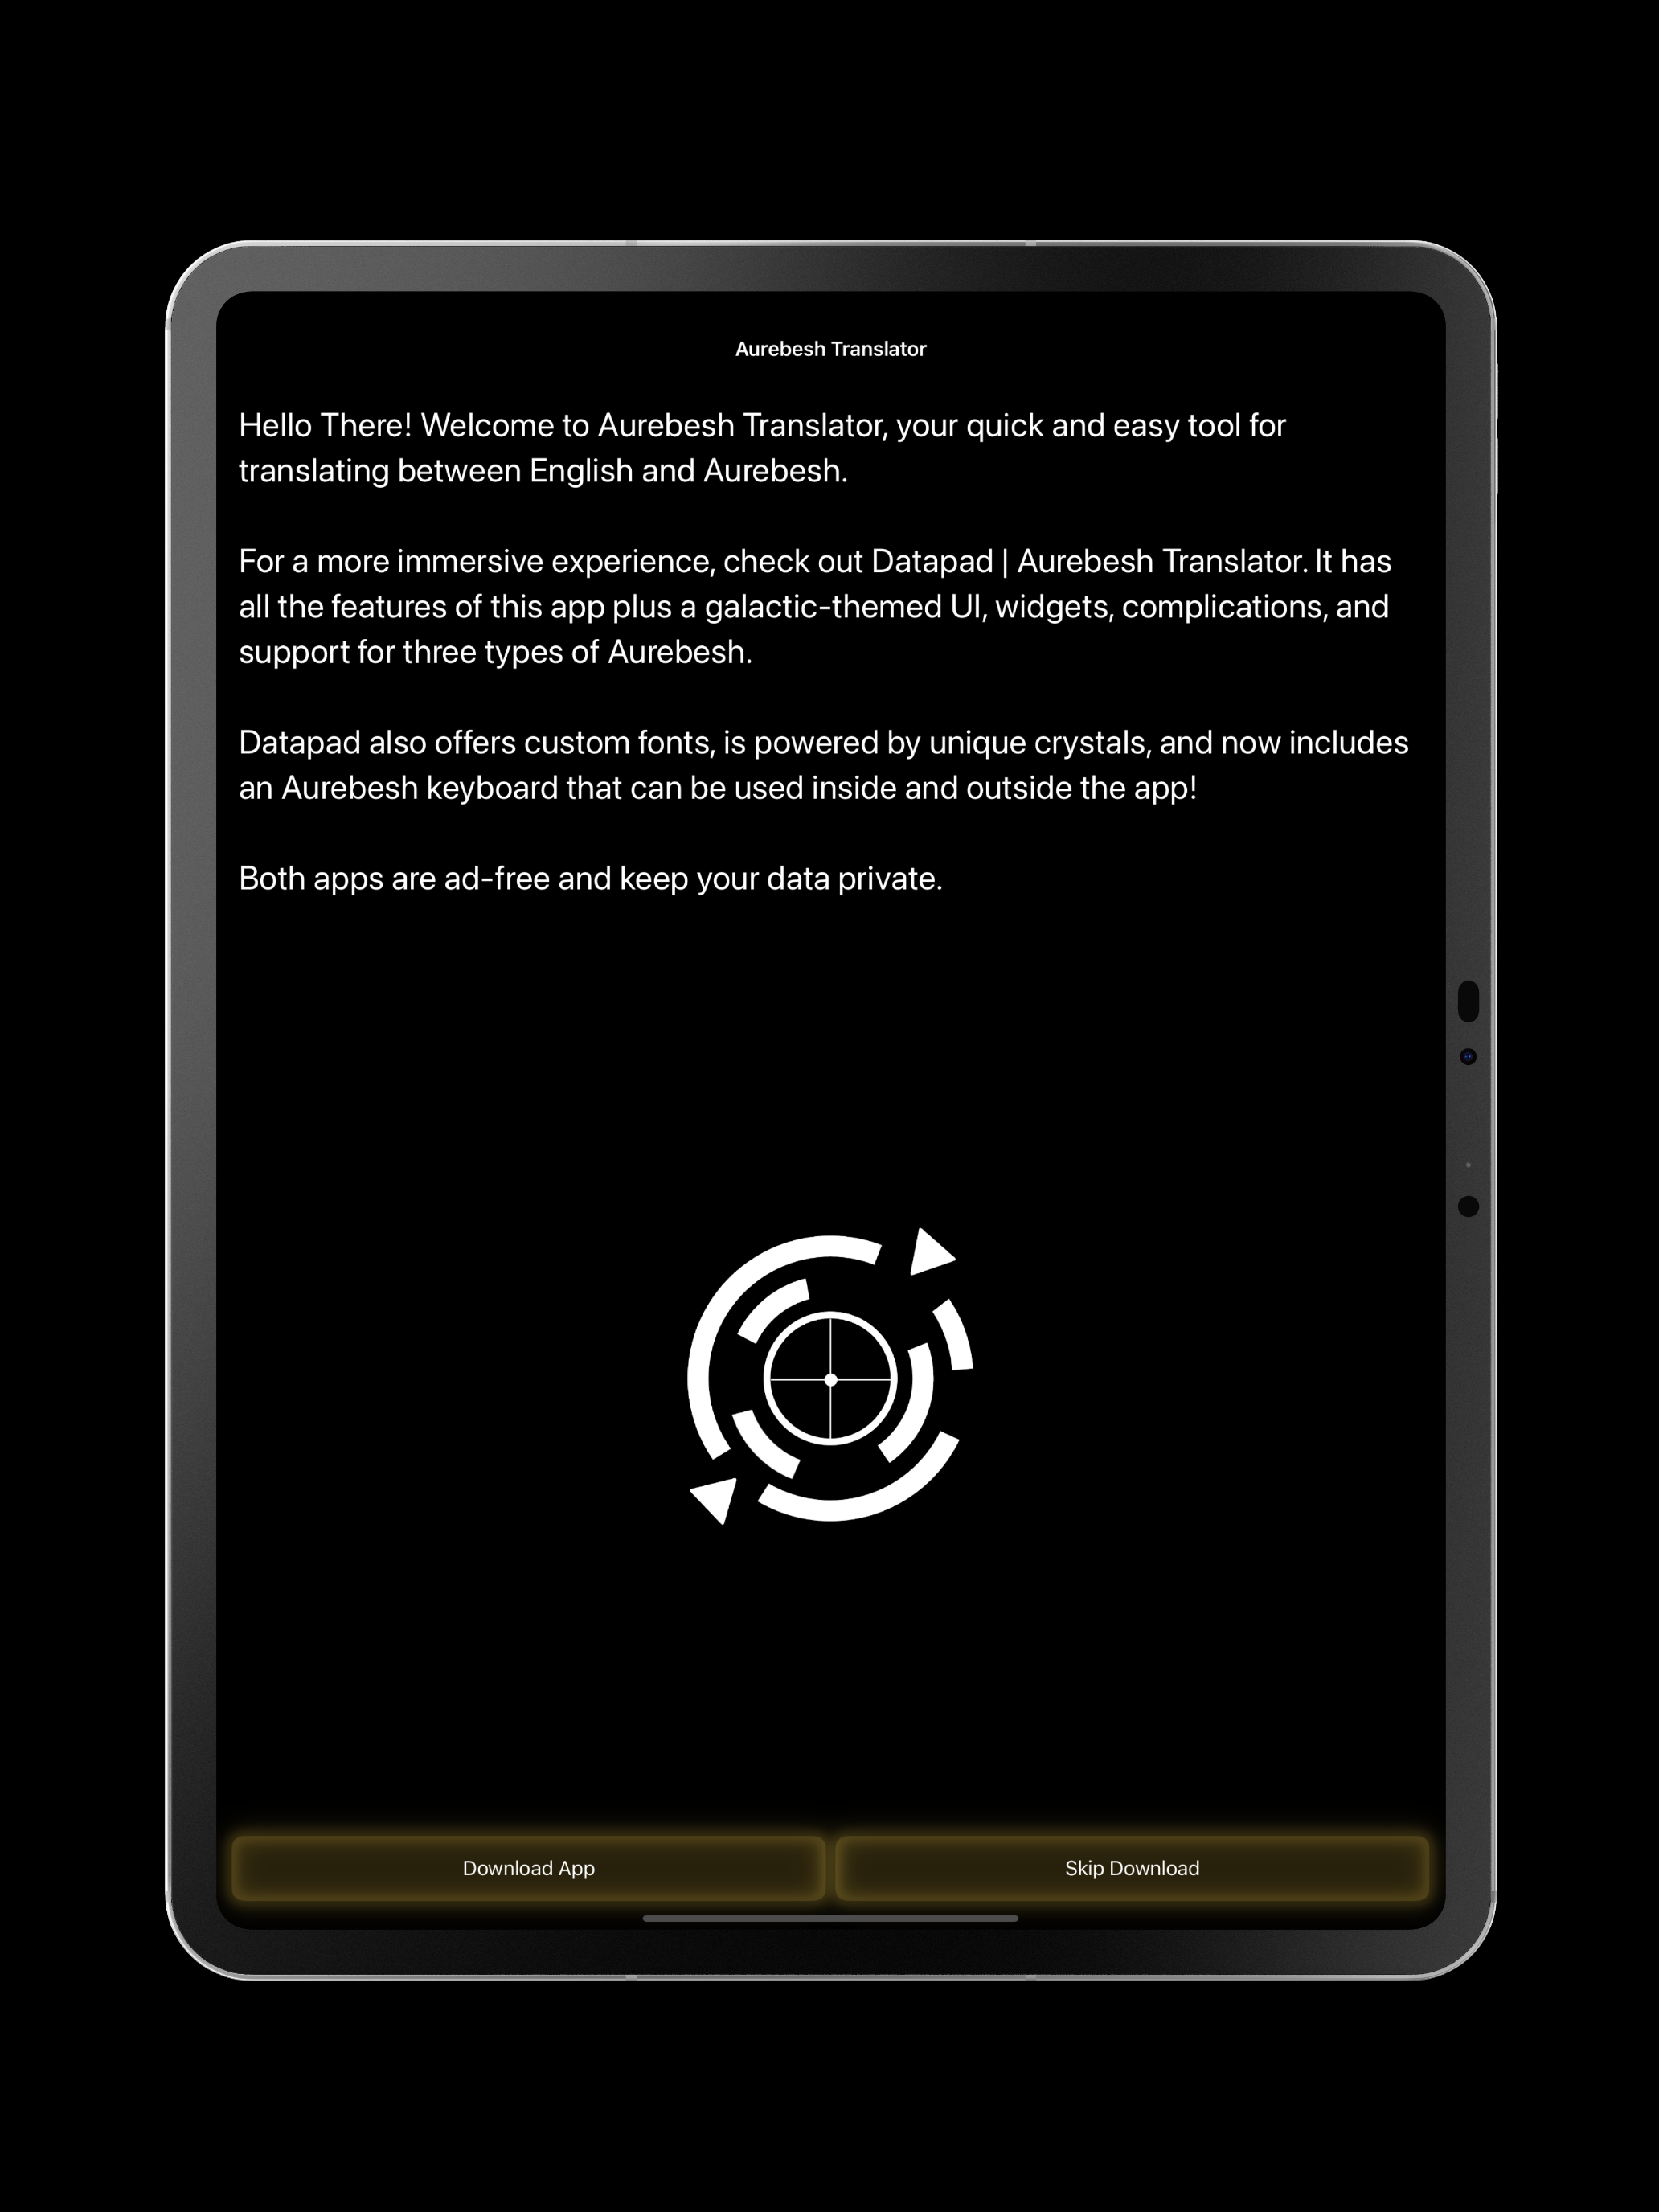 Aurebesh Translator
Hello There! Welcome to Aurebesh Translator, your quick and easy tool for
translating between English and Aurebesh.
For a more immersive experience, check out Datapad | Aurebesh Translator. It has
all the features of this app plus a galactic-themed UI, widgets, complications, and
support for three types of Aurebesh.
Datapad also offers custom fonts, is powered by unique crystals, and now includes
an Aurebesh keyboard that can be used inside and outside the app!
Both apps are ad-free and keep your data private.
Download App
Skip Download